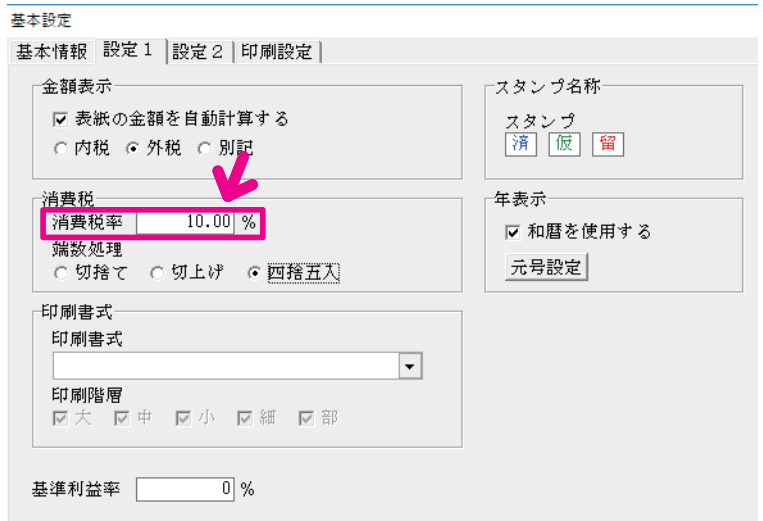 基本設定
基本情報 設定1 設定2 印刷設定
金額表示
表紙の金額を自動計算する
内税 外税 別記
消費税
消費税率 10.00 %
端数処理
切捨て 切上げ 四捨五入
印刷書式
印刷書式
印刷階層
大 中 小 細 部
基準利益率 0 %
スタンプ名称
スタンプ
済 仮 留
年表示
和暦を使用する
元号設定